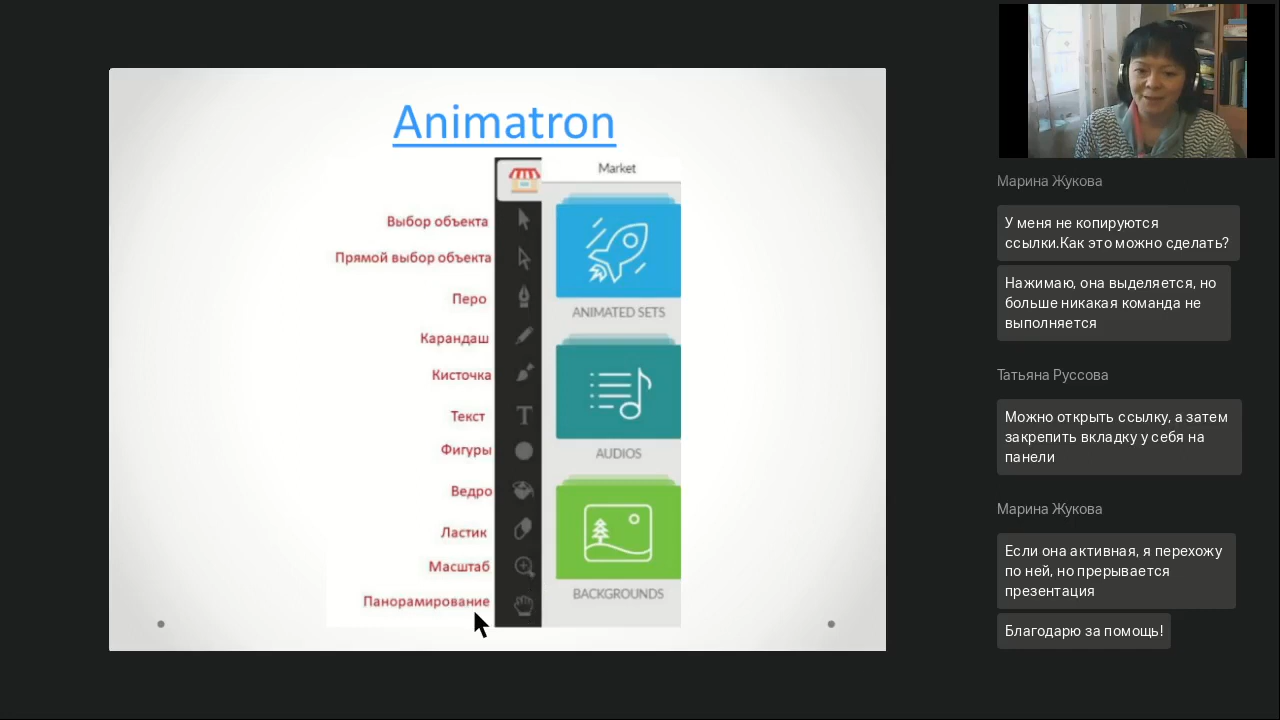 Animatron
Market
Выбор объекта
Прямой выбор объекта
Перо
Карандаш
Кисточка
Текст
Фигуры
Ведро
Ластик
Масштаб
Панорамирование
ANIMATED SETS
AUDIOS
BACKGROUNDS
Марина Жукова
У меня не копируются
ссылки.Как это можно сделать?
Нажимаю, она выделяется, но
больше никакая команда не
выполняется
Татьяна Руссова
Можно открыть ссылку, а затем
закрепить вкладку у себя на
панели
Марина Жукова
Если она активная, я перехожу
по ней, но прерывается
презентация
Благодарю за помощь!